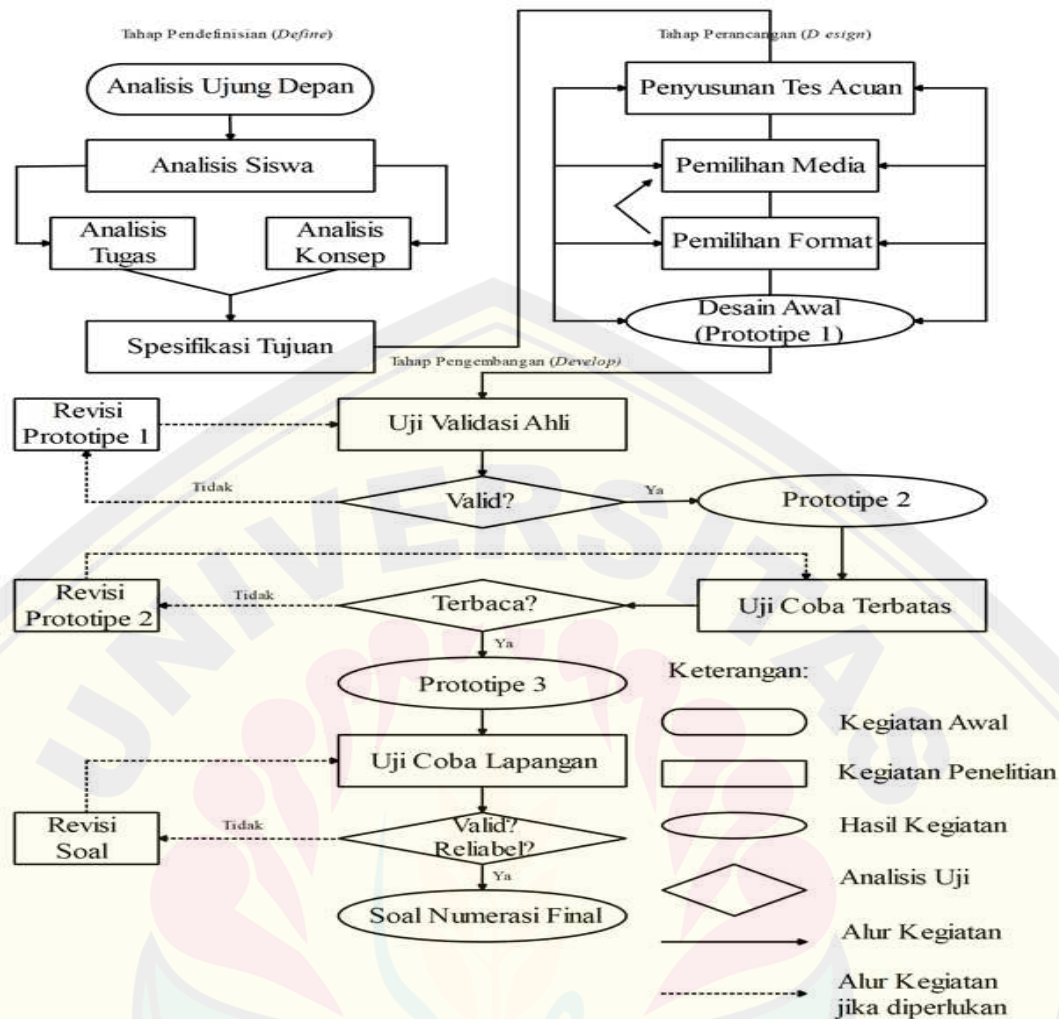 Tahap Pendefinisian (Define)
Analisis Ujung Depan
Analisis Siswa
Analisis
Tugas
Analisis
Konsep
Spesifikasi Tujuan
Tahap Perancangan (D esign)
Penyusunan Tes Acuan
Pemilihan Media
Pemilihan Format
Desain Awal
(Prototipe 1)
Tahap Pengembangan (Develop)
Revisi
Prototipe 1
Uji Validasi Ahli
Tidak
Valid?
Ya
Prototipe 2
Revisi
Prototipe 2
Tidak
Terbaca?
Uji Coba Terbatas
Ya
Prototipe 3
Uji Coba Lapangan
Revisi
Soal
Tidak
Valid?
Reliabel?
Ya
Soal Numerasi Final
Keterangan:
Kegiatan Awal
Kegiatan Penelitian
Hasil Kegiatan
Analisis Uji
Alur Kegiatan
Alur Kegiatan
jika diperlukan
UNIVERSITAS